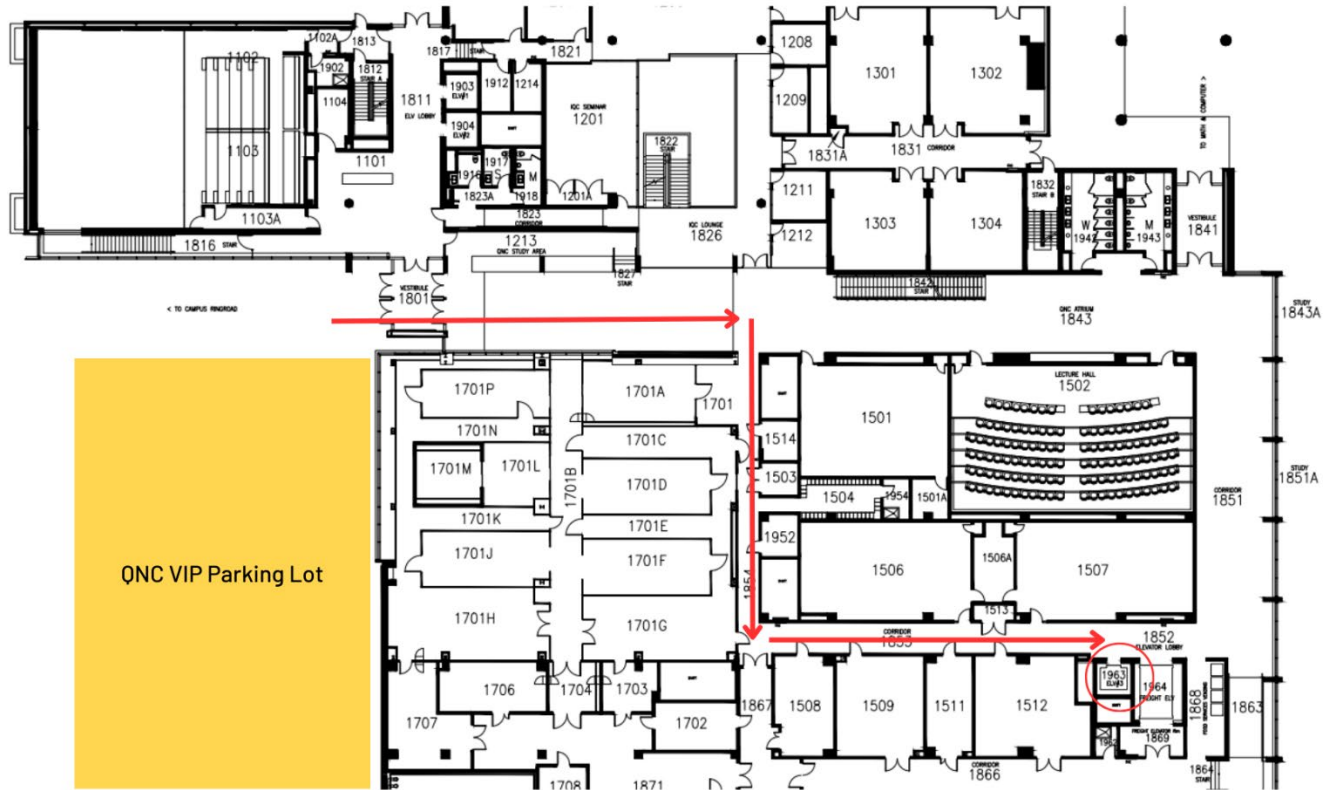 1208
1301
1302
1102A
1813
1817
STAIR
1821
1102
1902
1812
STAIR A
1903
ELV#1
1912
1214
1209
IQC SEMINAR
1201
1104
1811
ELV LOBBY
1904
ELV#2
1822
STAIR
1831A
1831
CORRIDOR
TO MATH & COMPUTER >
1103
1101
1917
S
M
1918
1201A
1211
1832
STAIR B
1823A
1103A
1823
CORRIDOR
IQC LOUNGE
1826
1303
1304
W
1942
M
1943
VESTIBULE
1841
1816 STAIR
1213
QNC STUDY AREA
1212
1827
STAIR
1842
STAIR
VESTIBULE
1801
< TO CAMPUS RINGROAD
QNC ATRIUM
1843
STUDY
1843A
LECTURE HALL
1502
1701P
1701A
1701
1501
1701N
1701C
1514
1701M
1701L
1701B
1701D
1503
1504
1954
1501A
CORRIDOR
1851
STUDY
1851A
1701K
1701E
1952
1701J
1701F
1506
1506A
1507
QNC VIP Parking Lot
1701H
1701G
1513
CORRIDOR
1852
ELEVATOR LOBBY
1706
1704
1703
1963
ELV#3
1964
FREIGHT ELV
1868
1863
1707
1702
1867
1508
1509
1511
1512
1869
1864
STAIR
CORRIDOR
1866
1708
1871